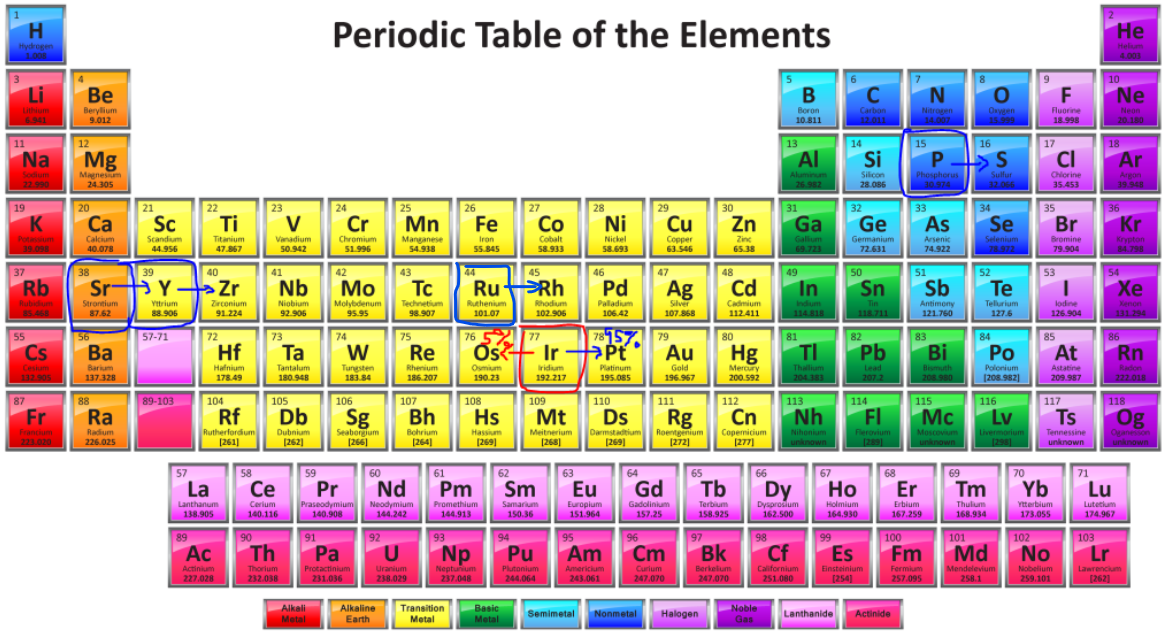 Periodic Table of the Elements
1 2
H He
Hydrogen Helium
1.008 4.003
3 4 5 6 7 8 9 10
Li Be B C N O F Ne
Lithium Beryllium Boron Carbon Nitrogen Oxygen Fluorine Neon
6.941 9.012 10.811 12.011 14.007 15.999 18.998 20.180
11 12 13 14 15 16 17 18
Na Mg Al Si P S Cl Ar
Sodium Magnesium Aluminum Silicon Phosphorus Sulfur Chlorine Argon
22.990 24.305 26.982 28.086 30.974 32.066 35.453 39.948
19 20 21 22 23 24 25 26 27 28 29 30 31 32 33 34 35 36
K Ca Sc Ti V Cr Mn Fe Co Ni Cu Zn Ga Ge As Se Br Kr
Potassium Calcium Scandium Titanium Vanadium Chromium Manganese Iron Cobalt Nickel Copper Zinc Gallium Germanium Arsenic Selenium Bromine Krypton
39.098 40.078 44.956 47.867 50.942 51.996 54.938 55.845 58.933 58.693 63.546 65.38 69.723 72.631 74.922 78.972 79.904 84.798
37 38 39 40 41 42 43 44 45 46 47 48 49 50 51 52 53 54
Rb Sr Y Zr Nb Mo Tc Ru Rh Pd Ag Cd In Sn Sb Te I Xe
Rubidium Strontium Yttrium Zirconium Niobium Molybdenum Technetium Ruthenium Rhodium Palladium Silver Cadmium Indium Tin Antimony Tellurium Iodine Xenon
85.468 87.62 88.906 91.224 92.906 95.95 98.907 101.07 102.906 106.42 107.868 112.411 114.818 118.711 121.760 127.6 126.904 131.294
55 56 57-71 72 73 74 75 76 5% 77 78 95% 79 80 81 82 83 84 85 86
Cs Ba Hf Ta W Re Os Ir Pt Au Hg Tl Pb Bi Po At Rn
Cesium Barium Hafnium Tantalum Tungsten Rhenium Osmium Iridium Platinum Gold Mercury Thallium Lead Bismuth Polonium Astatine Radon
132.905 137.328 178.49 180.948 183.84 186.207 190.23 192.217 195.085 196.967 200.592 204.383 207.2 208.980 [208.982] 209.987 222.018
87 88 89-103 104 105 106 107 108 109 110 111 112 113 114 115 116 117 118
Fr Ra Rf Db Sg Bh Hs Mt Ds Rg Cn Nh Fl Mc Lv Ts Og
Francium Radium Rutherfordium Dubnium Seaborgium Bohrium Hassium Meitnerium Darmstadtium Roentgenium Copernicium Nihonium Flerovium Moscovium Livermorium Tennessine Oganesson
223.020 226.025 [261] [262] [266] [264] [269] [268] [269] [272] [277] unknown [289] unknown [298] unknown unknown
57 58 59 60 61 62 63 64 65 66 67 68 69 70 71
La Ce Pr Nd Pm Sm Eu Gd Tb Dy Ho Er Tm Yb Lu
Lanthanum Cerium Praseodymium Neodymium Promethium Samarium Europium Gadolinium Terbium Dysprosium Holmium Erbium Thulium Ytterbium Lutetium
138.905 140.116 140.908 144.242 144.913 150.36 151.964 157.25 158.925 162.500 164.930 167.259 168.934 173.055 174.967
89 90 91 92 93 94 95 96 97 98 99 100 101 102 103
Ac Th Pa U Np Pu Am Cm Bk Cf Es Fm Md No Lr
Actinium Thorium Protactinium Uranium Neptunium Plutonium Americium Curium Berkelium Californium Einsteinium Fermium Mendelevium Nobelium Lawrencium
227.028 232.038 231.036 238.029 237.048 244.064 243.061 247.070 247.070 251.080 [254] 257.095 258.1 259.101 [262]
Alkali Metal Alkaline Earth Transition Metal Basic Metal Semimetal Nonmetal Halogen Noble Gas Lanthanide Actinide